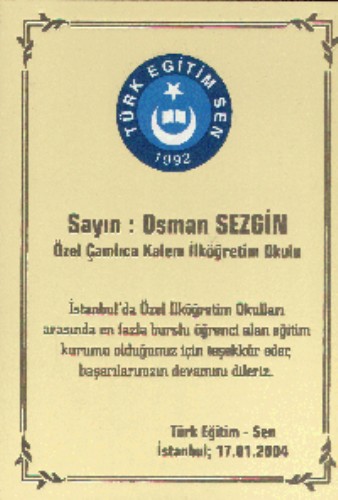 TÜRK EGİTİM SEN
1992
Sayın : Osman SEZGİN
Özel Çamlıca Kalem İlköğretim Okulu
İstanbul'da Özel İlköğretim Okulları
arasında en fazla burslu öğrenci alan eğitim
kurumu olduğunuz için teşekkür eder,
başarılarınızın devamını dileriz.
Türk Eğitim - Sen
İstanbul; 17.01.2004